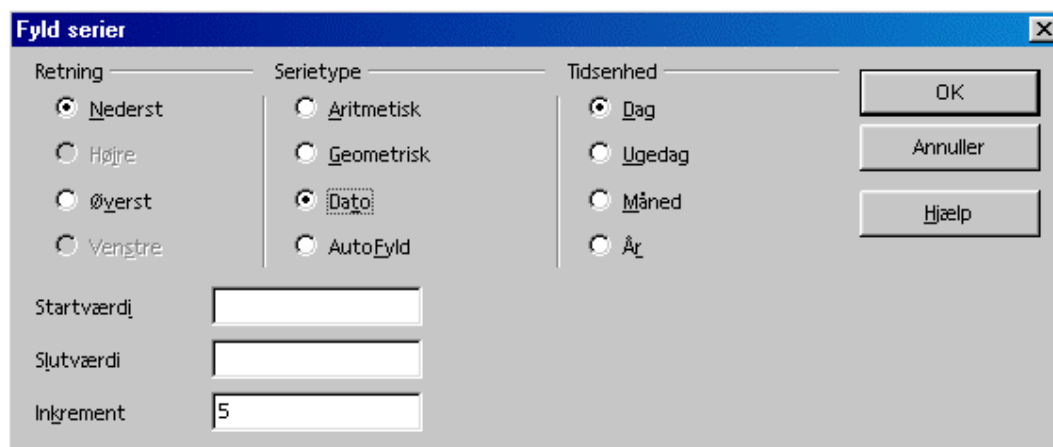 Fyld serier
Retning
Nederst
Højre
Øverst
Venstre
Serietype
Aritmetisk
Geometrisk
Dato
AutoFyld
Tidsenhed
Dag
Ugedag
Måned
År
OK
Annuller
Hjælp
Startværdi
Slutværdi
Inkrement 5